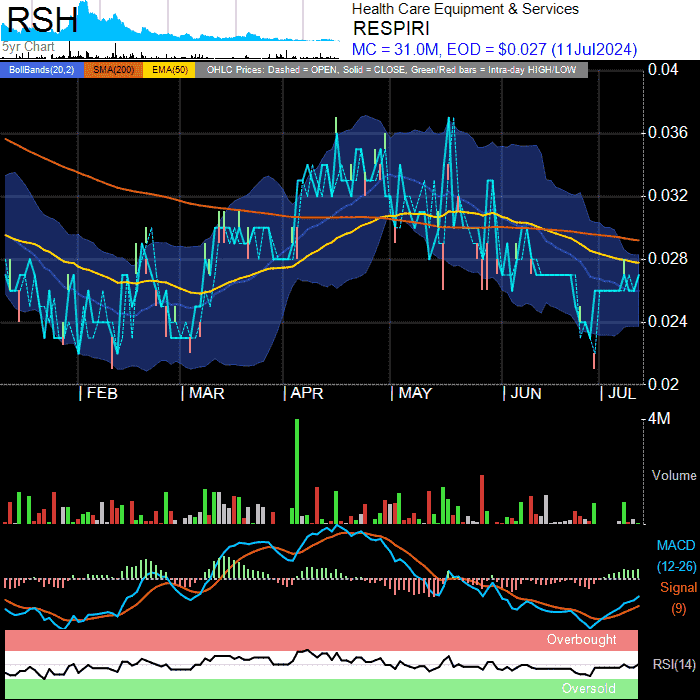 RSH
5yr Chart
Health Care Equipment & Services
RESPIRI
MC = 31.0M, EOD = $0.027 (11Jul2024)
BollBands(20,2) SMA(200) EMA(50) OHLC Prices: Dashed = OPEN, Solid = CLOSE, Green/Red bars = Intra-day HIGH/LOW
0.04
0.036
0.032
0.028
0.024
0.02
FEB MAR APR MAY JUN JUL
4M
Volume
MACD
(12-26)
Signal
(9)
Overbought
RSI(14)
Oversold